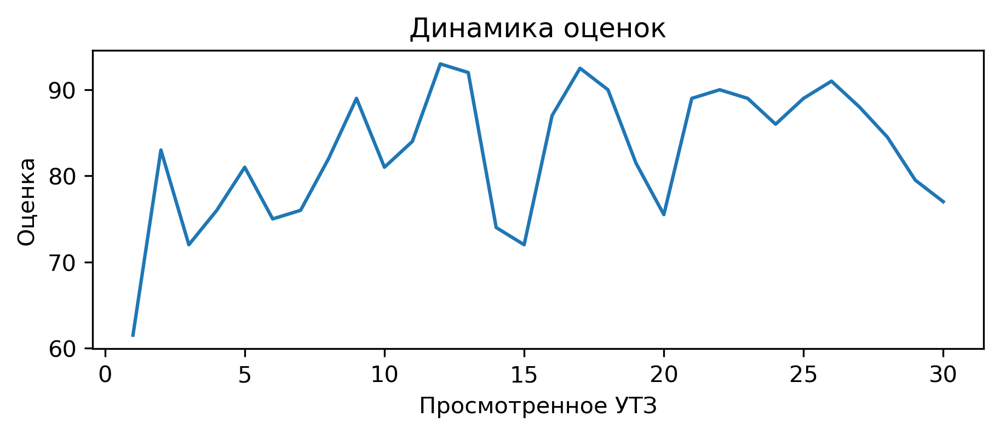 Динамика оценок
Оценка
90
80
70
60
0 5 10 15 20 25 30
Просмотренное УТЗ